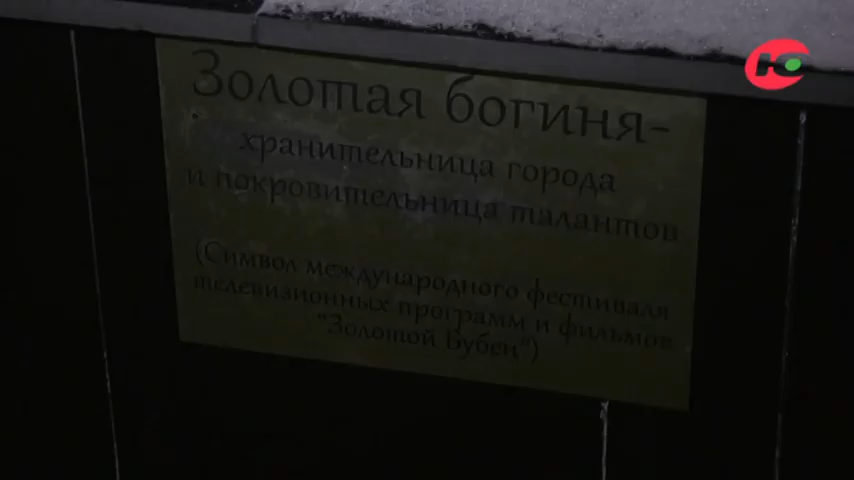 Золотая богиня-
хранительница города
и покровительница талантов
(Символ международного фестиваля
телевизионных программ и фильмов
"Золотой Бубен")
Ю